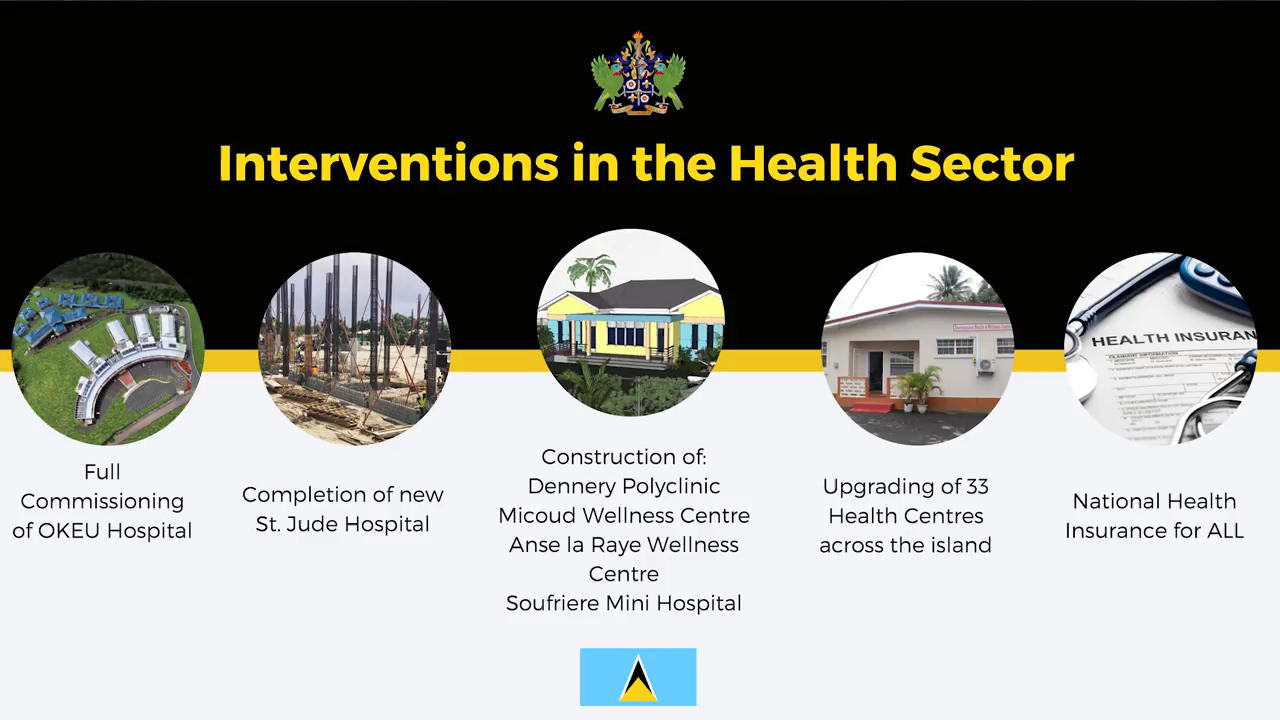 Interventions in the Health Sector
HEALTH INSURAN
CLAIMANT INFORMATION
Full
Commissioning
of OKEU Hospital
Completion of new
St. Jude Hospital
Construction of:
Dennery Polyclinic
Micoud Wellness Centre
Anse la Raye Wellness
Centre
Soufriere Mini Hospital
Upgrading of 33
Health Centres
across the island
National Health
Insurance for ALL